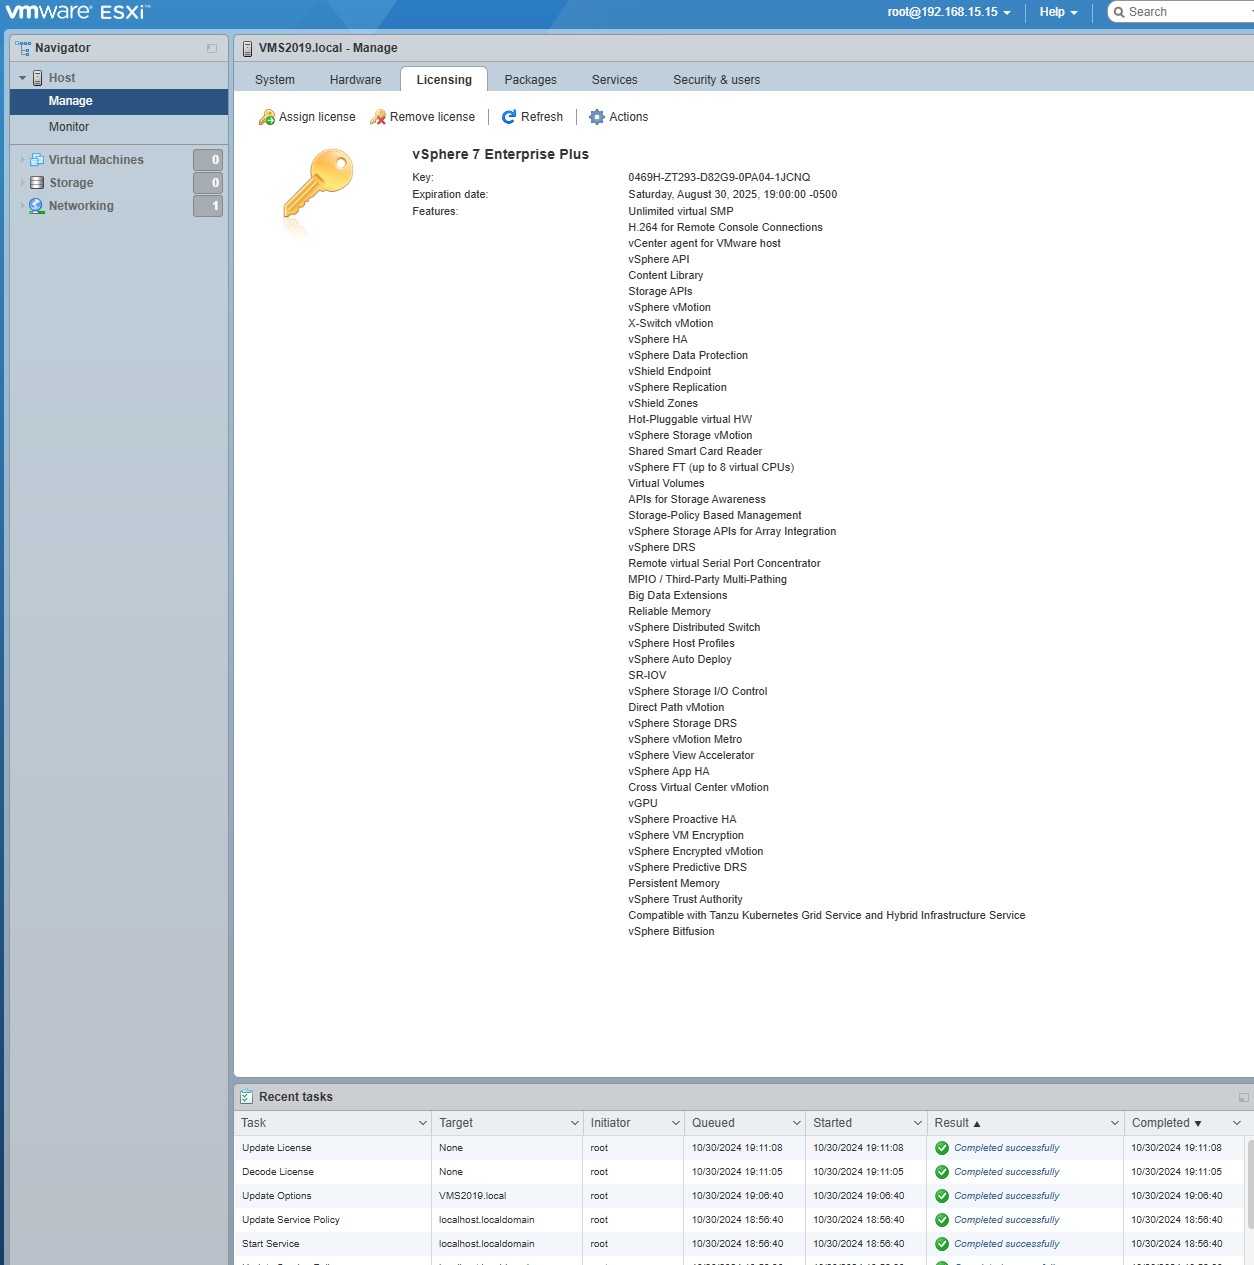 vmware ESXi™
root@192.168.15.15
Help
Search
Navigator
Host
Manage
Monitor
Virtual Machines 0
Storage 0
Networking 1
VMS2019.local - Manage
System Hardware Licensing Packages Services Security & users
Assign license Remove license Refresh Actions
vSphere 7 Enterprise Plus
Key: 0469H-ZT293-D82G9-0PA04-1JCNQ
Expiration date: Saturday, August 30, 2025, 19:00:00 -0500
Features: Unlimited virtual SMP
H.264 for Remote Console Connections
vCenter agent for VMware host
vSphere API
Content Library
Storage APIs
vSphere vMotion
X-Switch vMotion
vSphere HA
vSphere Data Protection
vShield Endpoint
vSphere Replication
vShield Zones
Hot-Pluggable virtual HW
vSphere Storage vMotion
Shared Smart Card Reader
vSphere FT (up to 8 virtual CPUs)
Virtual Volumes
APIs for Storage Awareness
Storage-Policy Based Management
vSphere Storage APIs for Array Integration
vSphere DRS
Remote virtual Serial Port Concentrator
MPIO / Third-Party Multi-Pathing
Big Data Extensions
Reliable Memory
vSphere Distributed Switch
vSphere Host Profiles
vSphere Auto Deploy
SR-IOV
vSphere Storage I/O Control
Direct Path vMotion
vSphere Storage DRS
vSphere vMotion Metro
vSphere View Accelerator
vSphere App HA
Cross Virtual Center vMotion
vGPU
vSphere Proactive HA
vSphere VM Encryption
vSphere Encrypted vMotion
vSphere Predictive DRS
Persistent Memory
vSphere Trust Authority
Compatible with Tanzu Kubernetes Grid Service and Hybrid Infrastructure Service
vSphere Bitfusion
Recent tasks
Task Target Initiator Queued Started Result Completed
Update License None root 10/30/2024 19:11:08 10/30/2024 19:11:08 Completed successfully 10/30/2024 19:11:08
Decode License None root 10/30/2024 19:11:05 10/30/2024 19:11:05 Completed successfully 10/30/2024 19:11:05
Update Options VMS2019.local root 10/30/2024 19:06:40 10/30/2024 19:06:40 Completed successfully 10/30/2024 19:06:40
Update Service Policy localhost.localdomain root 10/30/2024 18:56:40 10/30/2024 18:56:40 Completed successfully 10/30/2024 18:56:40
Start Service localhost.localdomain root 10/30/2024 18:56:40 10/30/2024 18:56:40 Completed successfully 10/30/2024 18:56:40